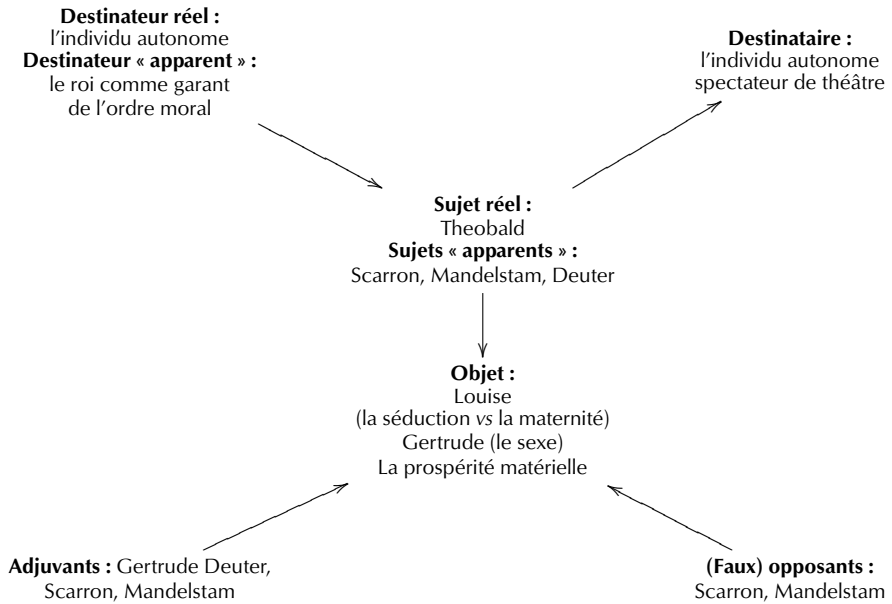 Destinateur réel :
l'individu autonome
Destinateur « apparent » :
le roi comme garant
de l'ordre moral
Destinataire :
l'individu autonome
spectateur de théâtre
Sujet réel :
Theobald
Sujets « apparents » :
Scarron, Mandelstam, Deuter
Objet :
Louise
(la séduction vs la maternité)
Gertrude (le sexe)
La prospérité matérielle
Adjuvants : Gertrude Deuter,
Scarron, Mandelstam
(Faux) opposants :
Scarron, Mandelstam